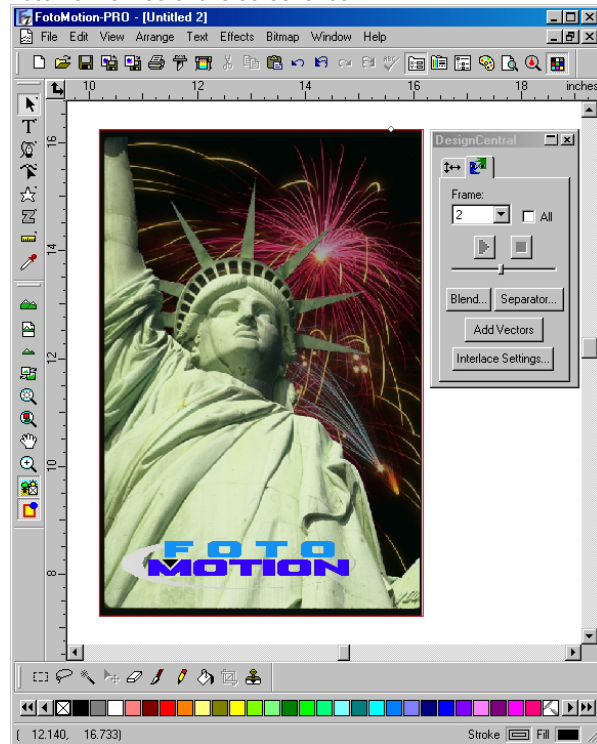 FotoMotion-PRO - [Untitled 2]
File Edit View Arrange Text Effects Bitmap Window Help
10 12 14 16 18 inches
16
14
12
10
8
DesignCentral
Frame:
2 All
Blend... Separator...
Add Vectors
Interlace Settings...
FOTO
MOTION
( 12.140, 16.733)
Stroke Fill